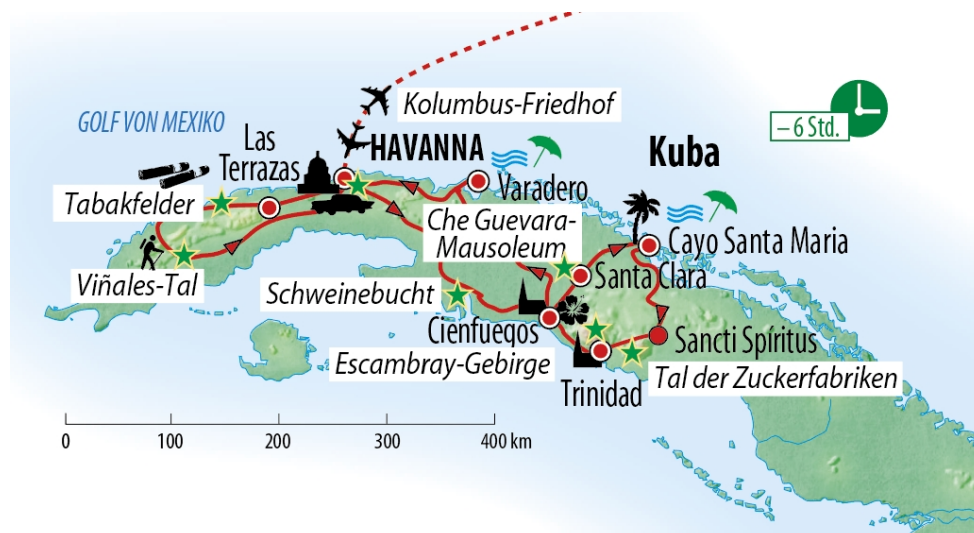 Kolumbus-Friedhof
GOLF VON MEXIKO
– 6 Std.
Las
Terrazas
HAVANNA
Kuba
Tabakfelder
Varadero
Che Guevara-
Mausoleum
Cayo Santa Maria
Viñales-Tal
Santa Clara
Schweinebucht
Cienfuegos
Sancti Spíritus
Escambray-Gebirge
Trinidad
Tal der Zuckerfabriken
0 100 200 300 400 km